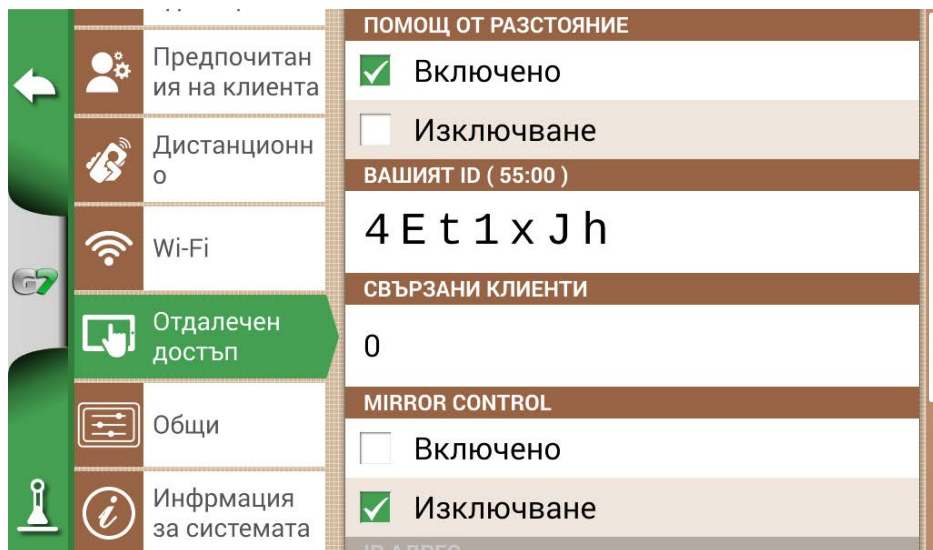 Предпочитан
ия на клиента
Дистанционн
о
Wi-Fi
G7
Отдалечен
достъп
Общи
Инфрмация
за системата
ПОМОЩ ОТ РАЗСТОЯНИЕ
Включено
Изключване
ВАШИЯТ ID ( 55:00 )
4Et1xJh
СВЪРЗАНИ КЛИЕНТИ
0
MIRROR CONTROL
Включено
Изключване